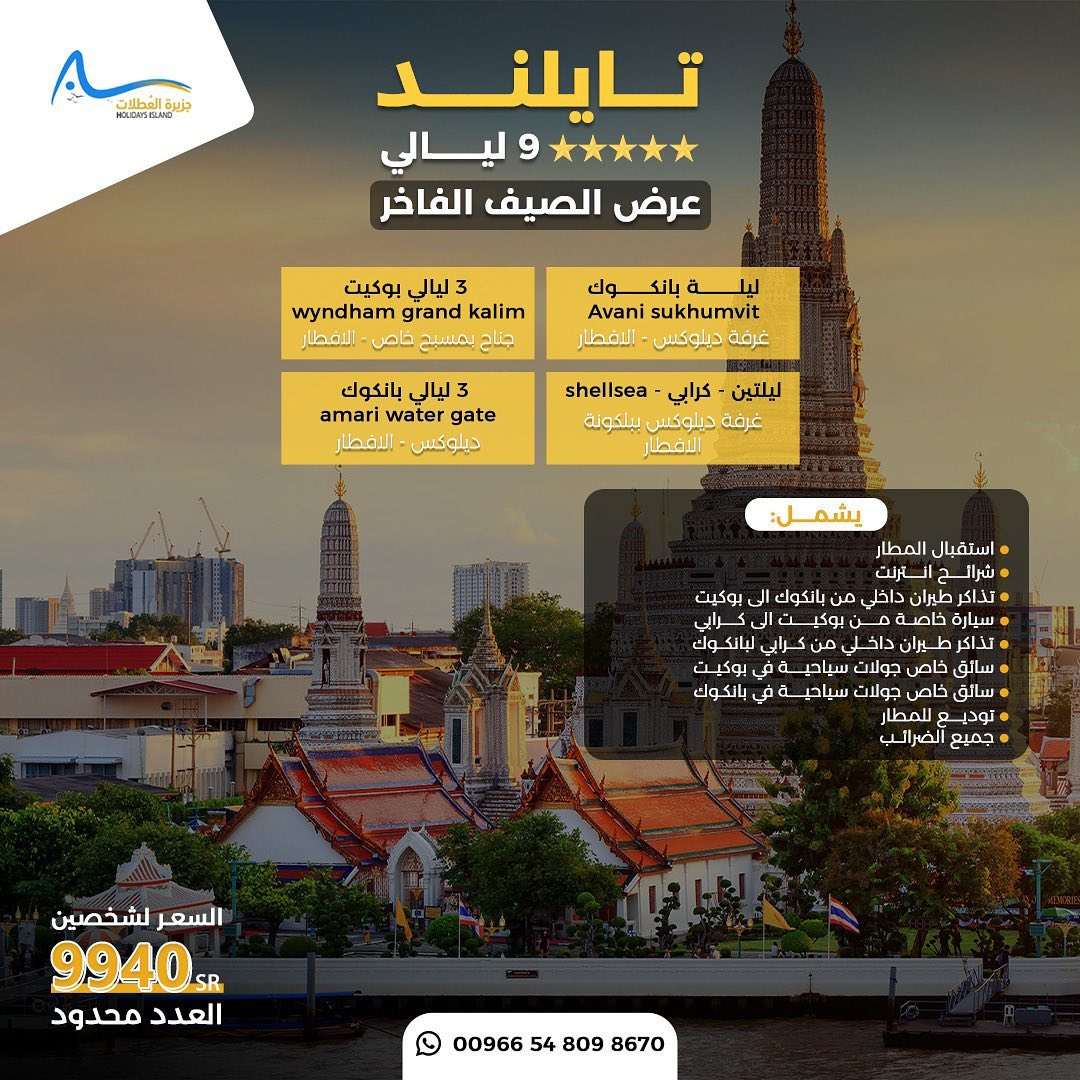 جزيرة العطلات
HOLIDAYS ISLAND
تايلند
9 ليالي
عرض الصيف الفاخر
ليلة بانكوك
Avani sukhumvit
غرفة ديلوكس - الافطار
3 ليالي بوكيت
wyndham grand kalim
جناح بمسبح خاص - الافطار
ليلتين - كرابي - shellsea
غرفة ديلوكس ببلكونة
الافطار
3 ليالي بانكوك
amari water gate
ديلوكس - الافطار
يشمل:
استقبال المطار
شرائح انترنت
تذاكر طيران داخلي من بانكوك الى بوكيت
سيارة خاصة من بوكيت الى كرابي
تذاكر طيران داخلي من كرابي لبانكوك
سائق خاص جولات سياحية في بوكيت
سائق خاص جولات سياحية في بانكوك
توديع للمطار
جميع الضرائب
السعر لشخصين
9940 SR
العدد محدود
00966 54 809 8670